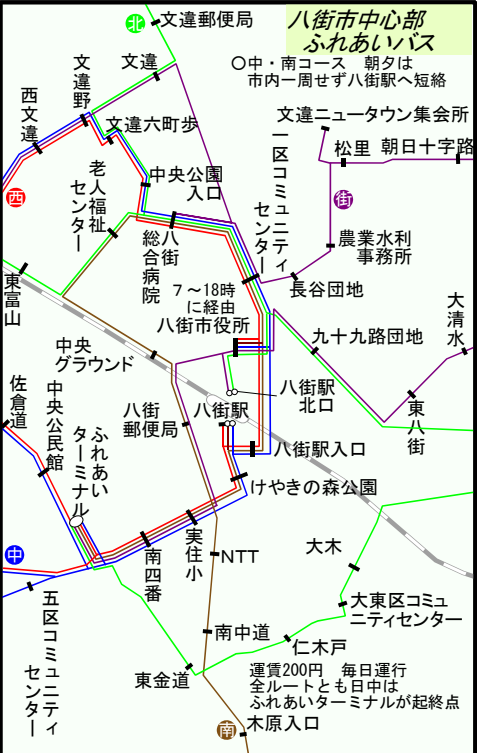 八街市中心部
ふれあいバス
〇中・南コース 朝夕は
市内一周せず八街駅へ短絡
北
文違郵便局
文違
文違野
西文違
文違六町歩
文違ニュータウン集会所
松里
朝日十字路
一区コミュニティ
センター
中央公園
入口
老人福祉
センター
西
街
八街
総合病院
農業水利
事務所
長谷団地
7～18時
に経由
八街市役所
東富山
大清水
九十九路団地
中央
グラウンド
八街駅
北口
佐倉道
中央公民館
ふれあい
ターミナル
八街
郵便局
八街駅
東八街
八街駅入口
けやきの森公園
中
南四番
実住小
NTT
大木
五区コミュニティ
センター
大東区コミュ
ニティセンター
南中道
仁木戸
東金道
運賃200円 毎日運行
全ルートとも日中は
ふれあいターミナルが起終点
南
木原入口